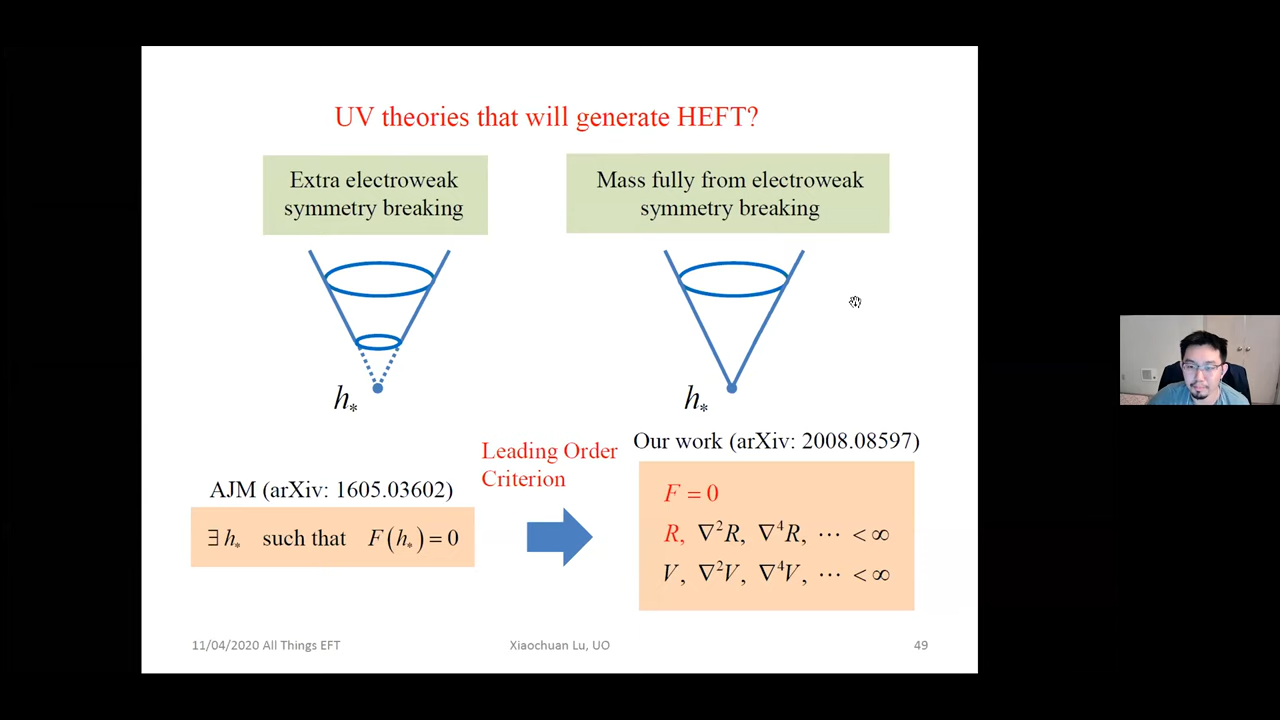 UV theories that will generate HEFT?
Extra electroweak
symmetry breaking
Mass fully from electroweak
symmetry breaking
h*
h*
AJM (arXiv: 1605.03602)
∃ h* such that F(h*) = 0
Leading Order
Criterion
Our work (arXiv: 2008.08597)
F = 0
R, ∇²R, ∇⁴R, ⋯ < ∞
V, ∇²V, ∇⁴V, ⋯ < ∞
11/04/2020 All Things EFT
Xiaochuan Lu, UO
49